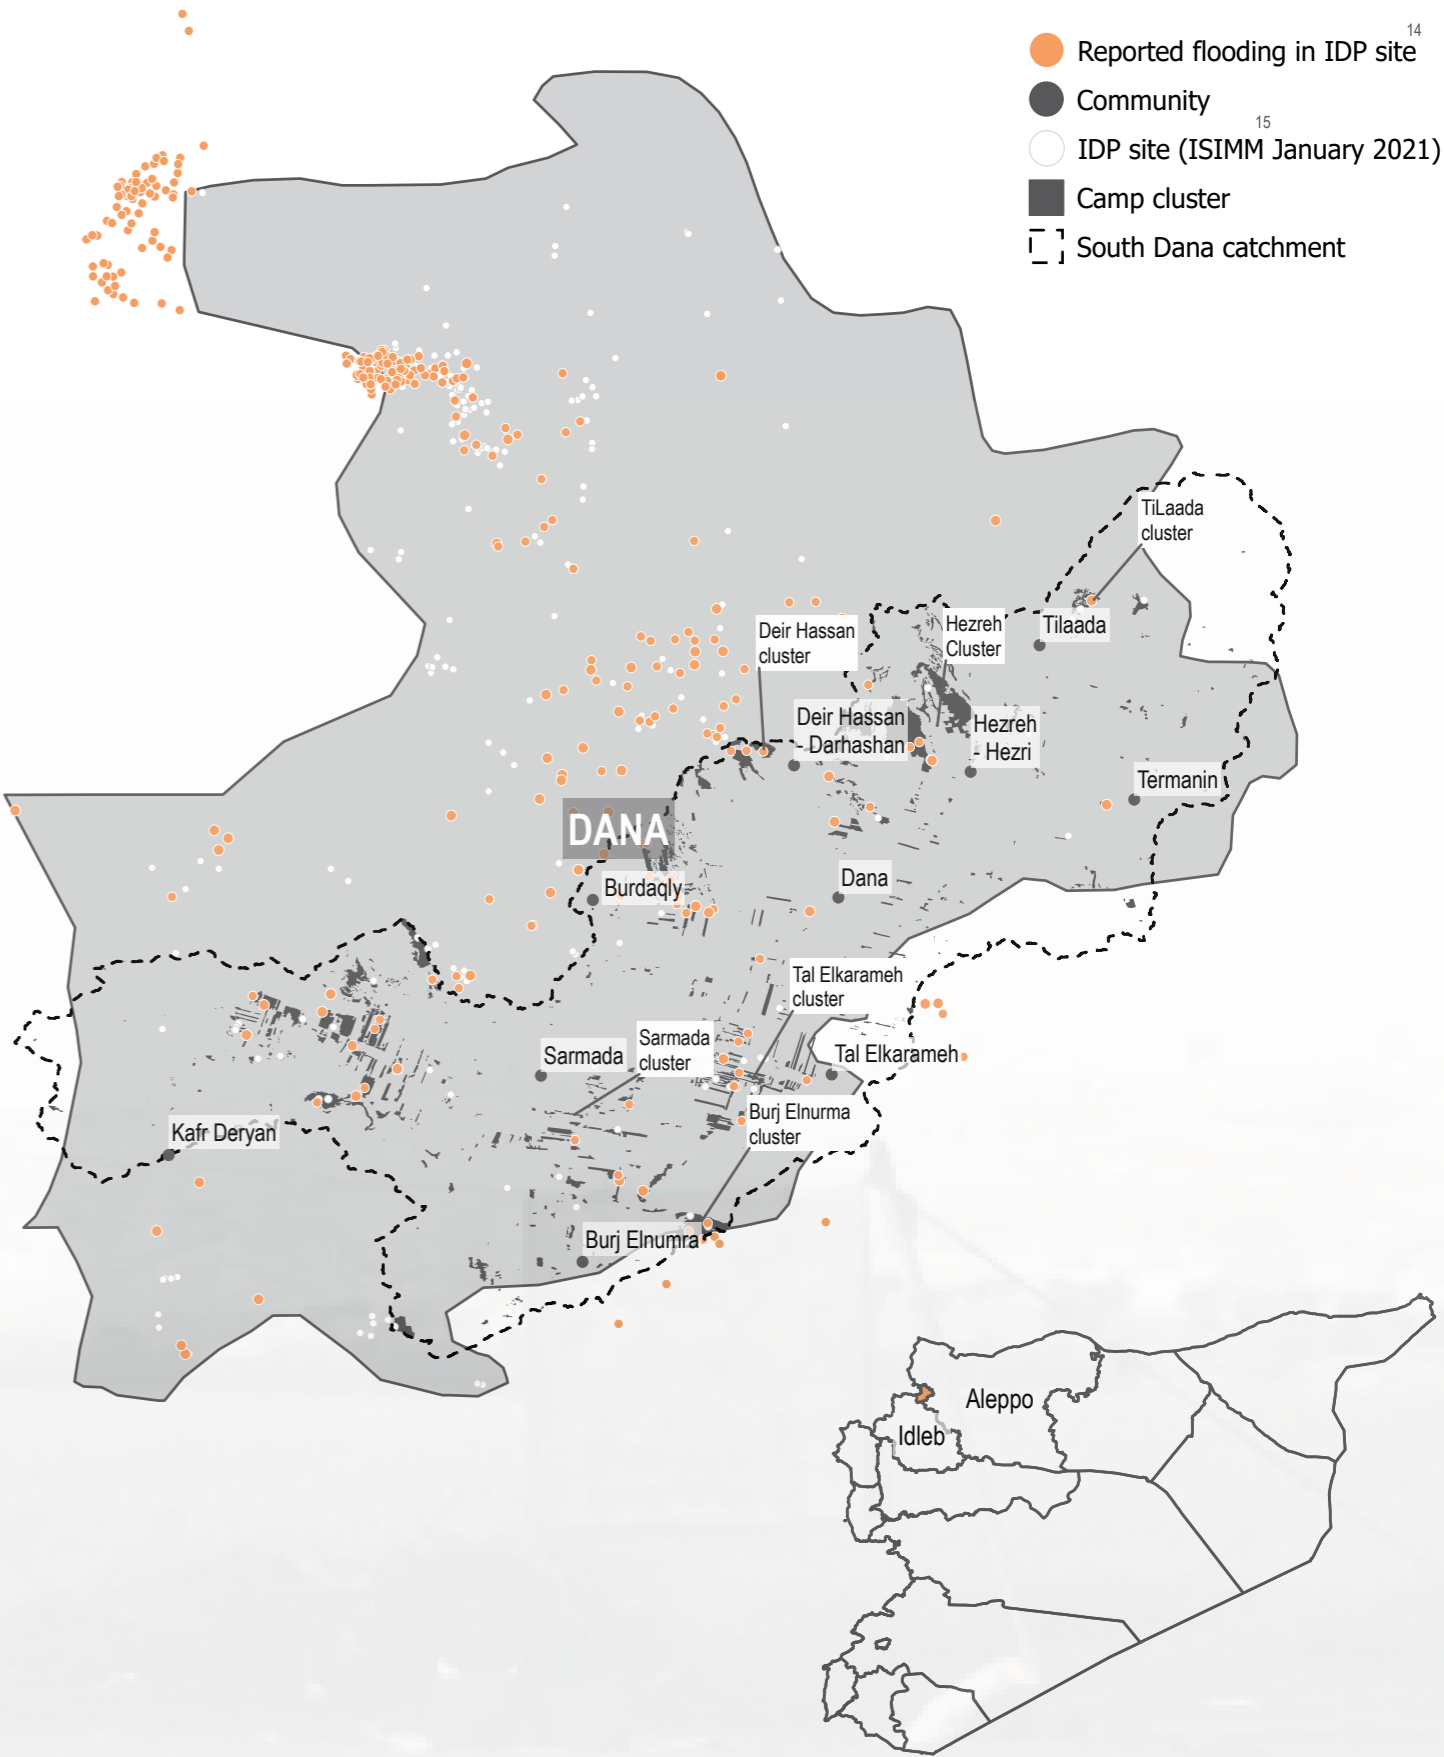 14
Reported flooding in IDP site
Community
15
IDP site (ISIMM January 2021)
Camp cluster
South Dana catchment
TiLaada
cluster
Deir Hassan
cluster
Hezreh
Cluster
Tilaada
Deir Hassan
- Darhashan
Hezreh
- Hezri
Termanin
DANA
Burdaqly
Dana
Tal Elkarameh
cluster
Sarmada
Sarmada
cluster
Tal Elkarameh
Burj Elnurma
cluster
Kafr Deryan
Burj Elnumra
Aleppo
Idleb